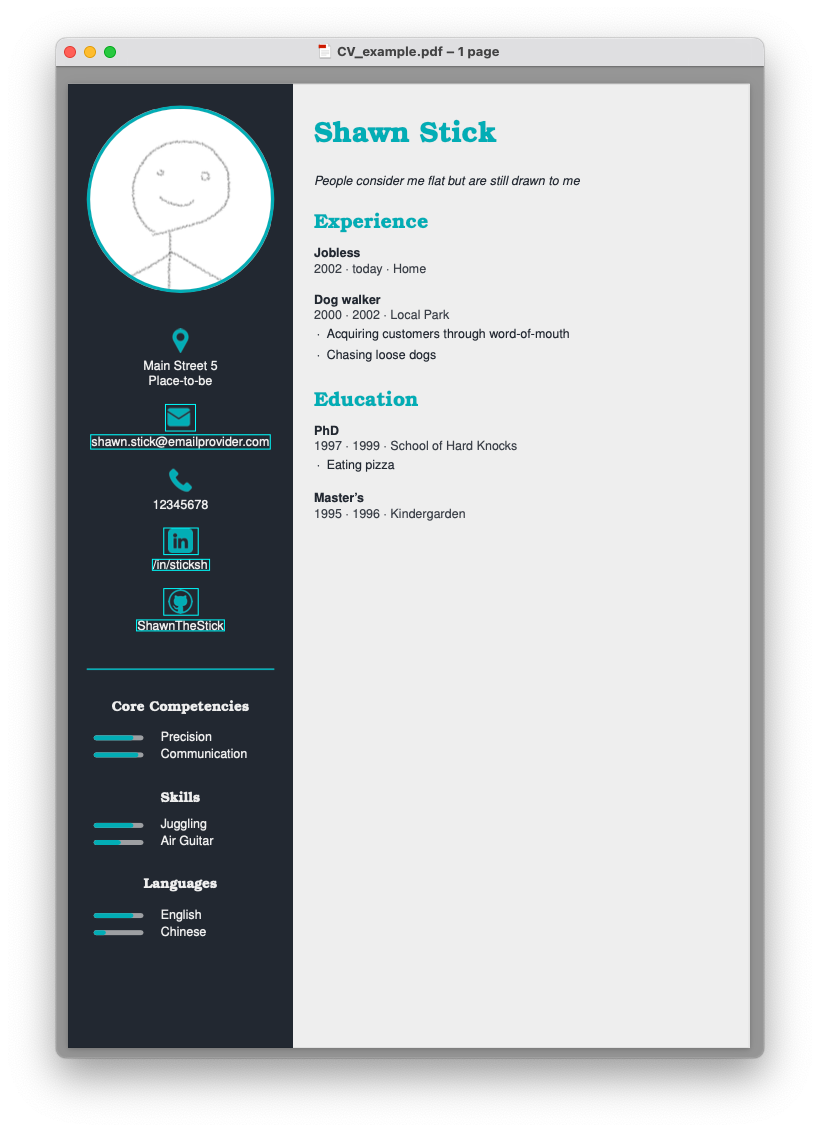 CV_example.pdf – 1 page
Main Street 5
Place-to-be
shawn.stick@emailprovider.com
12345678
in
/in/sticksh
ShawnTheStick
Core Competencies
Precision
Communication
Skills
Juggling
Air Guitar
Languages
English
Chinese
Shawn Stick
People consider me flat but are still drawn to me
Experience
Jobless
2002 · today · Home
Dog walker
2000 · 2002 · Local Park
· Acquiring customers through word-of-mouth
· Chasing loose dogs
Education
PhD
1997 · 1999 · School of Hard Knocks
· Eating pizza
Master’s
1995 · 1996 · Kindergarden